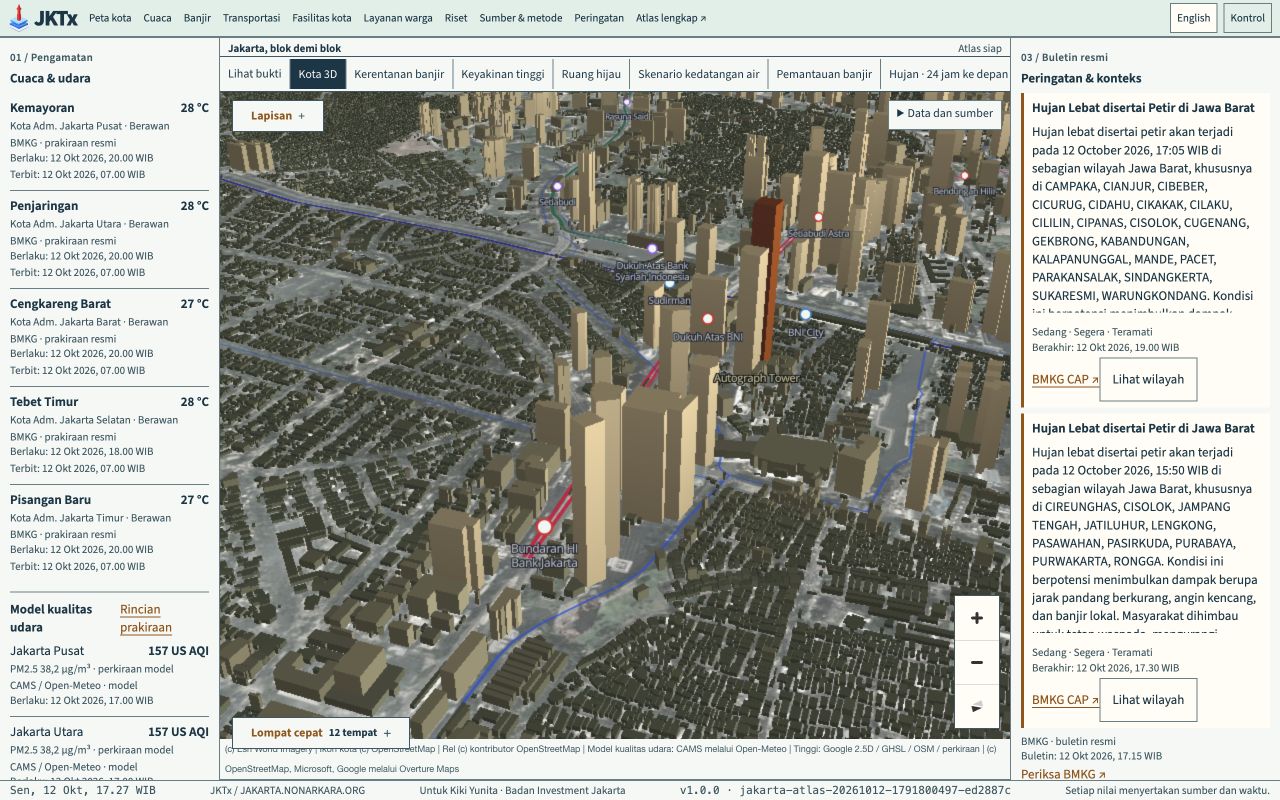 JKTx
Peta kota
Cuaca
Banjir
Transportasi
Fasilitas kota
Layanan warga
Riset
Sumber & metode
Peringatan
Atlas lengkap ↗
English
Kontrol
01 / Pengamatan
Cuaca & udara
Kemayoran 28 °C
Kota Adm. Jakarta Pusat · Berawan
BMKG · prakiraan resmi
Berlaku: 12 Okt 2026, 20.00 WIB
Terbit: 12 Okt 2026, 07.00 WIB
Penjaringan 28 °C
Kota Adm. Jakarta Utara · Berawan
BMKG · prakiraan resmi
Berlaku: 12 Okt 2026, 20.00 WIB
Terbit: 12 Okt 2026, 07.00 WIB
Cengkareng Barat 27 °C
Kota Adm. Jakarta Barat · Berawan
BMKG · prakiraan resmi
Berlaku: 12 Okt 2026, 20.00 WIB
Terbit: 12 Okt 2026, 07.00 WIB
Tebet Timur 28 °C
Kota Adm. Jakarta Selatan · Berawan
BMKG · prakiraan resmi
Berlaku: 12 Okt 2026, 18.00 WIB
Terbit: 12 Okt 2026, 07.00 WIB
Pisangan Baru 27 °C
Kota Adm. Jakarta Timur · Berawan
BMKG · prakiraan resmi
Berlaku: 12 Okt 2026, 20.00 WIB
Terbit: 12 Okt 2026, 07.00 WIB
Model kualitas udara
Rincian prakiraan
Jakarta Pusat 157 US AQI
PM2.5 38,2 µg/m³ · perkiraan model
CAMS / Open-Meteo · model
Berlaku: 12 Okt 2026, 17.00 WIB
Jakarta Utara 157 US AQI
PM2.5 38,2 µg/m³ · perkiraan model
CAMS / Open-Meteo · model
Berlaku: 12 Okt 2026, 17.00 WIB
Jakarta, blok demi blok
Atlas siap
Lihat bukti
Kota 3D
Kerentanan banjir
Keyakinan tinggi
Ruang hijau
Skenario kedatangan air
Pemantauan banjir
Hujan · 24 jam ke depan
Lapisan +
▶ Data dan sumber
Rasuna Said
Setiabudi
Bendungan Hilir
Setiabudi Astra
Dukuh Atas Bank
Syariah Indonesia
Sudirman
Dukuh Atas BNI
BNI City
Autograph Tower
Bundaran HI
Bank Jakarta
+
−
Lompat cepat 12 tempat +
(c) Esri World Imagery | Ikon kota (c) OpenStreetMap | Rel (c) kontributor OpenStreetMap | Model kualitas udara: CAMS melalui Open-Meteo | Tinggi: Google 2.5D / GHSL / OSM / perkiraan | (c)
OpenStreetMap, Microsoft, Google melalui Overture Maps
03 / Buletin resmi
Peringatan & konteks
Hujan Lebat disertai Petir di Jawa Barat
Hujan lebat disertai petir akan terjadi
pada 12 October 2026, 17:05 WIB di
sebagian wilayah Jawa Barat, khususnya
di CAMPAKA, CIANJUR, CIBEBER,
CICURUG, CIDAHU, CIKAKAK, CILAKU,
CILILIN, CIPANAS, CISOLOK, CUGENANG,
GEKBRONG, KABANDUNGAN,
KALAPANUNGGAL, MANDE, PACET,
PARAKANSALAK, SINDANGKERTA,
SUKARESMI, WARUNGKONDANG. Kondisi
ini berpotensi menimbulkan dampak
Sedang · Segera · Teramati
Berakhir: 12 Okt 2026, 19.00 WIB
BMKG CAP ↗
Lihat wilayah
Hujan Lebat disertai Petir di Jawa Barat
Hujan lebat disertai petir akan terjadi
pada 12 October 2026, 15:50 WIB di
sebagian wilayah Jawa Barat, khususnya
di CIREUNGHAS, CISOLOK, JAMPANG
TENGAH, JATILUHUR, LENGKONG,
PASAWAHAN, PASIRKUDA, PURABAYA,
PURWAKARTA, RONGGA. Kondisi ini
berpotensi menimbulkan dampak berupa
jarak pandang berkurang, angin kencang,
dan banjir lokal. Masyarakat dihimbau
untuk tetap waspada, mengurangi
Sedang · Segera · Teramati
Berakhir: 12 Okt 2026, 17.30 WIB
BMKG CAP ↗
Lihat wilayah
BMKG · buletin resmi
Buletin: 12 Okt 2026, 17.15 WIB
Periksa BMKG ↗
Sen, 12 Okt, 17.27 WIB
JKTx / JAKARTA.NONARKARA.ORG
Untuk Kiki Yunita · Badan Investment Jakarta
v1.0.0 · jakarta-atlas-20261012-1791800497-ed2887c
Setiap nilai menyertakan sumber dan waktu.